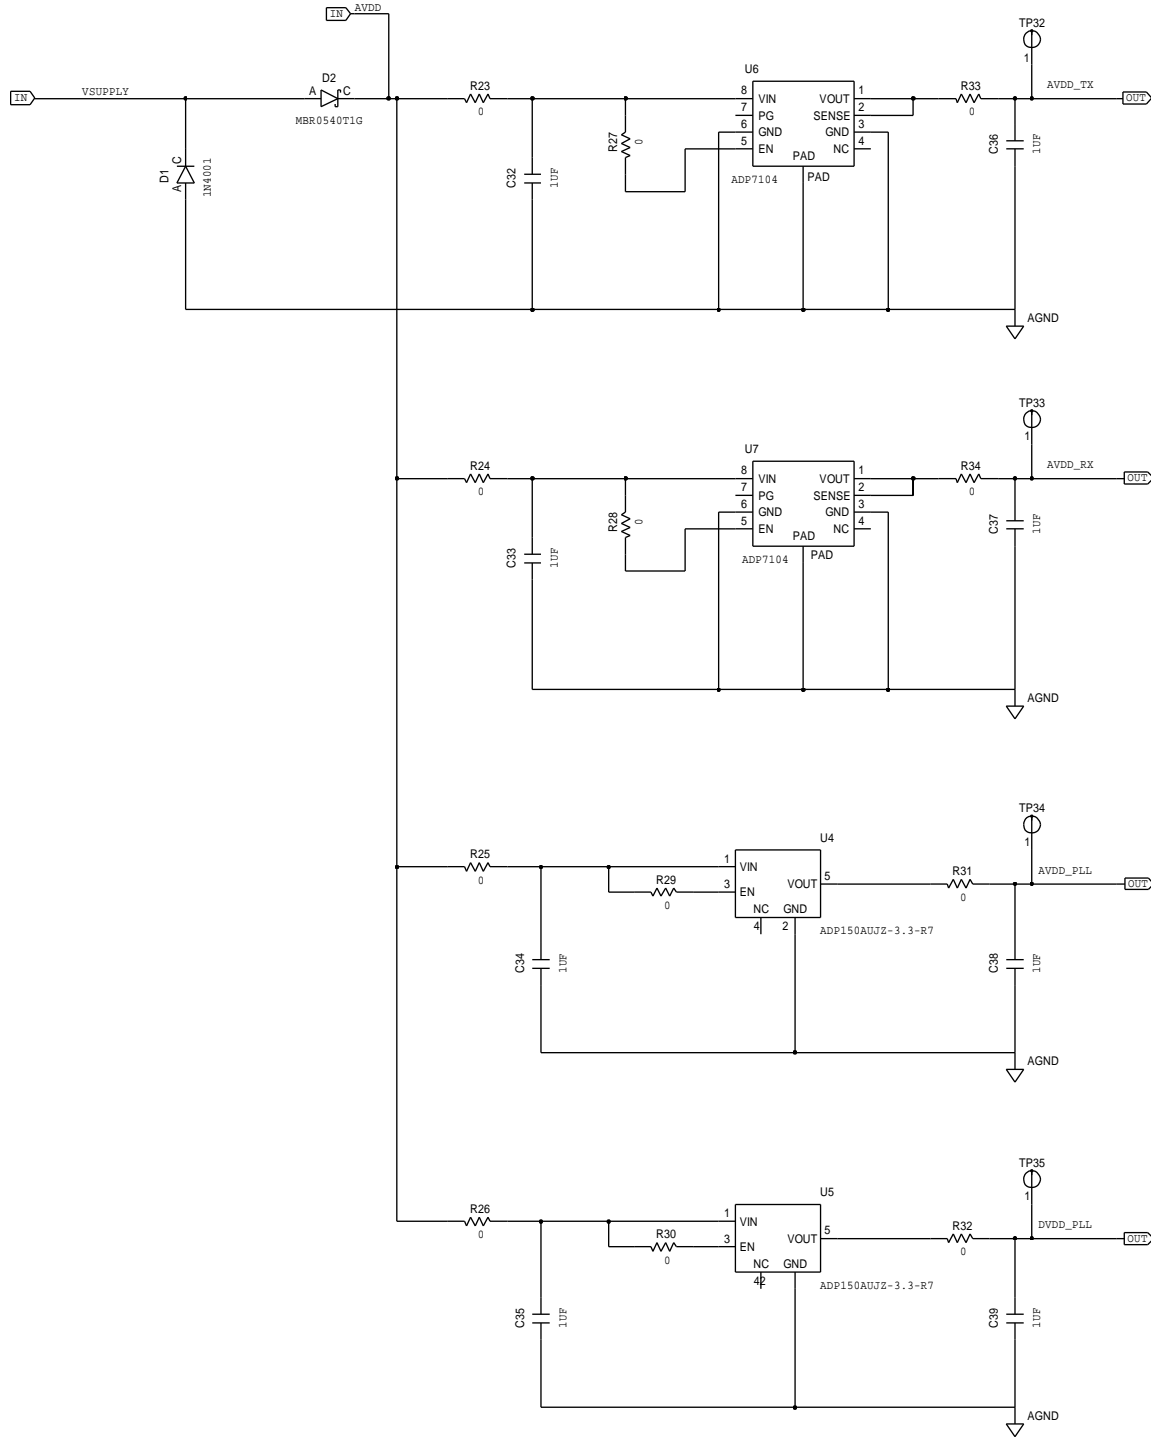 IN AVDD
TP32
1
D2
R23
U6
R33
IN VSUPPLY A C
MBR0540T1G
0
8 VIN VOUT 1
7 PG SENSE 2
6 GND GND 3
5 EN NC 4
PAD
ADP7104 PAD
0
AVDD_TX OUT
D1 A C 1N4001
C32 1UF
R27 0
C36 1UF
AGND
TP33
1
R24
0
U7
R34
0
8 VIN VOUT 1
7 PG SENSE 2
6 GND GND 3
5 EN NC 4
PAD
ADP7104 PAD
AVDD_RX OUT
C33 1UF
R28 0
C37 1UF
AGND
TP34
1
R25
0
U4
1 VIN
R29 3 EN VOUT 5
0
NC GND
4 2
ADP150AUJZ-3.3-R7
R31
0
AVDD_PLL OUT
C34 1UF
C38 1UF
AGND
TP35
1
R26
0
U5
1 VIN
R30 3 EN VOUT 5
0
NC GND
42
ADP150AUJZ-3.3-R7
R32
0
DVDD_PLL OUT
C35 1UF
C39 1UF
AGND